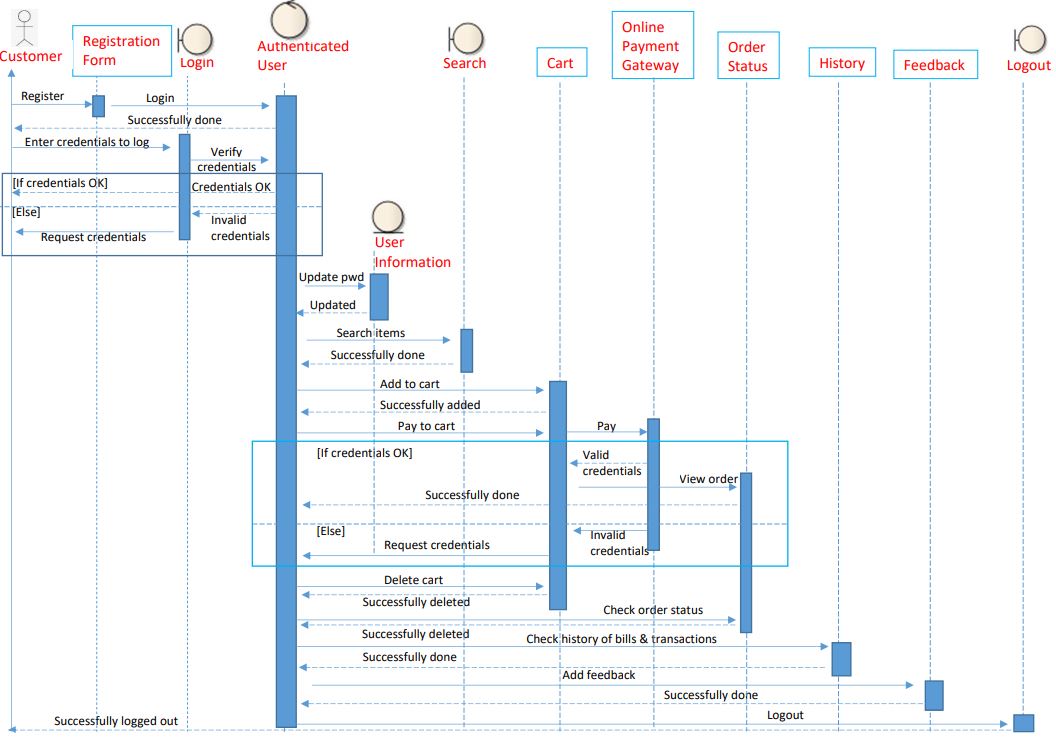 Customer
Registration
Form
Login
Authenticated
User
Search
Cart
Online
Payment
Gateway
Order
Status
History
Feedback
Logout
Register
Login
Successfully done
Enter credentials to log
Verify
credentials
[If credentials OK]
Credentials OK
[Else]
Invalid
credentials
Request credentials
User
Information
Update pwd
Updated
Search items
Successfully done
Add to cart
Successfully added
Pay to cart
Pay
[If credentials OK]
Valid
credentials
View order
Successfully done
[Else]
Invalid
credentials
Request credentials
Delete cart
Successfully deleted
Check order status
Successfully deleted
Check history of bills & transactions
Successfully done
Add feedback
Successfully done
Logout
Successfully logged out